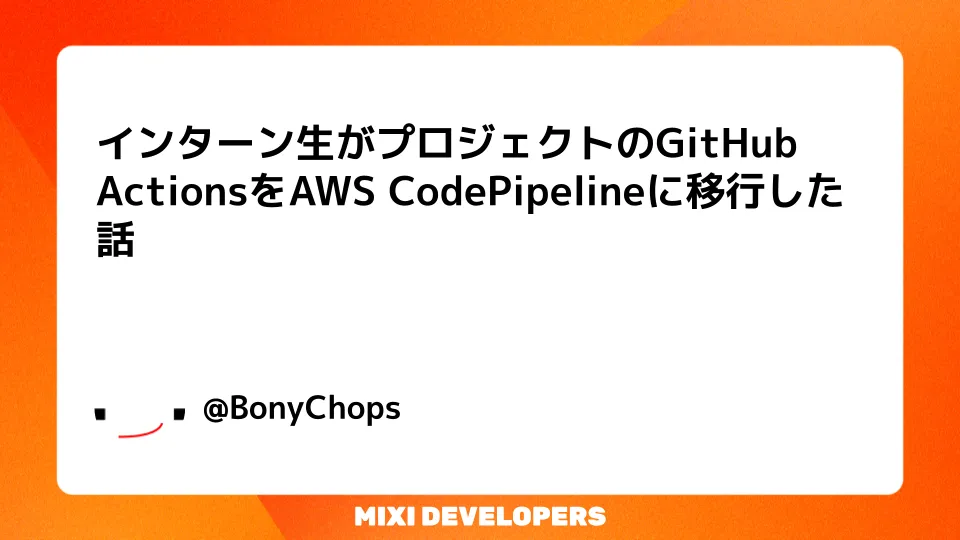 インターン生がプロジェクトのGitHub
ActionsをAWS CodePipelineに移行した
話
@BonyChops
MIXI DEVELOPERS